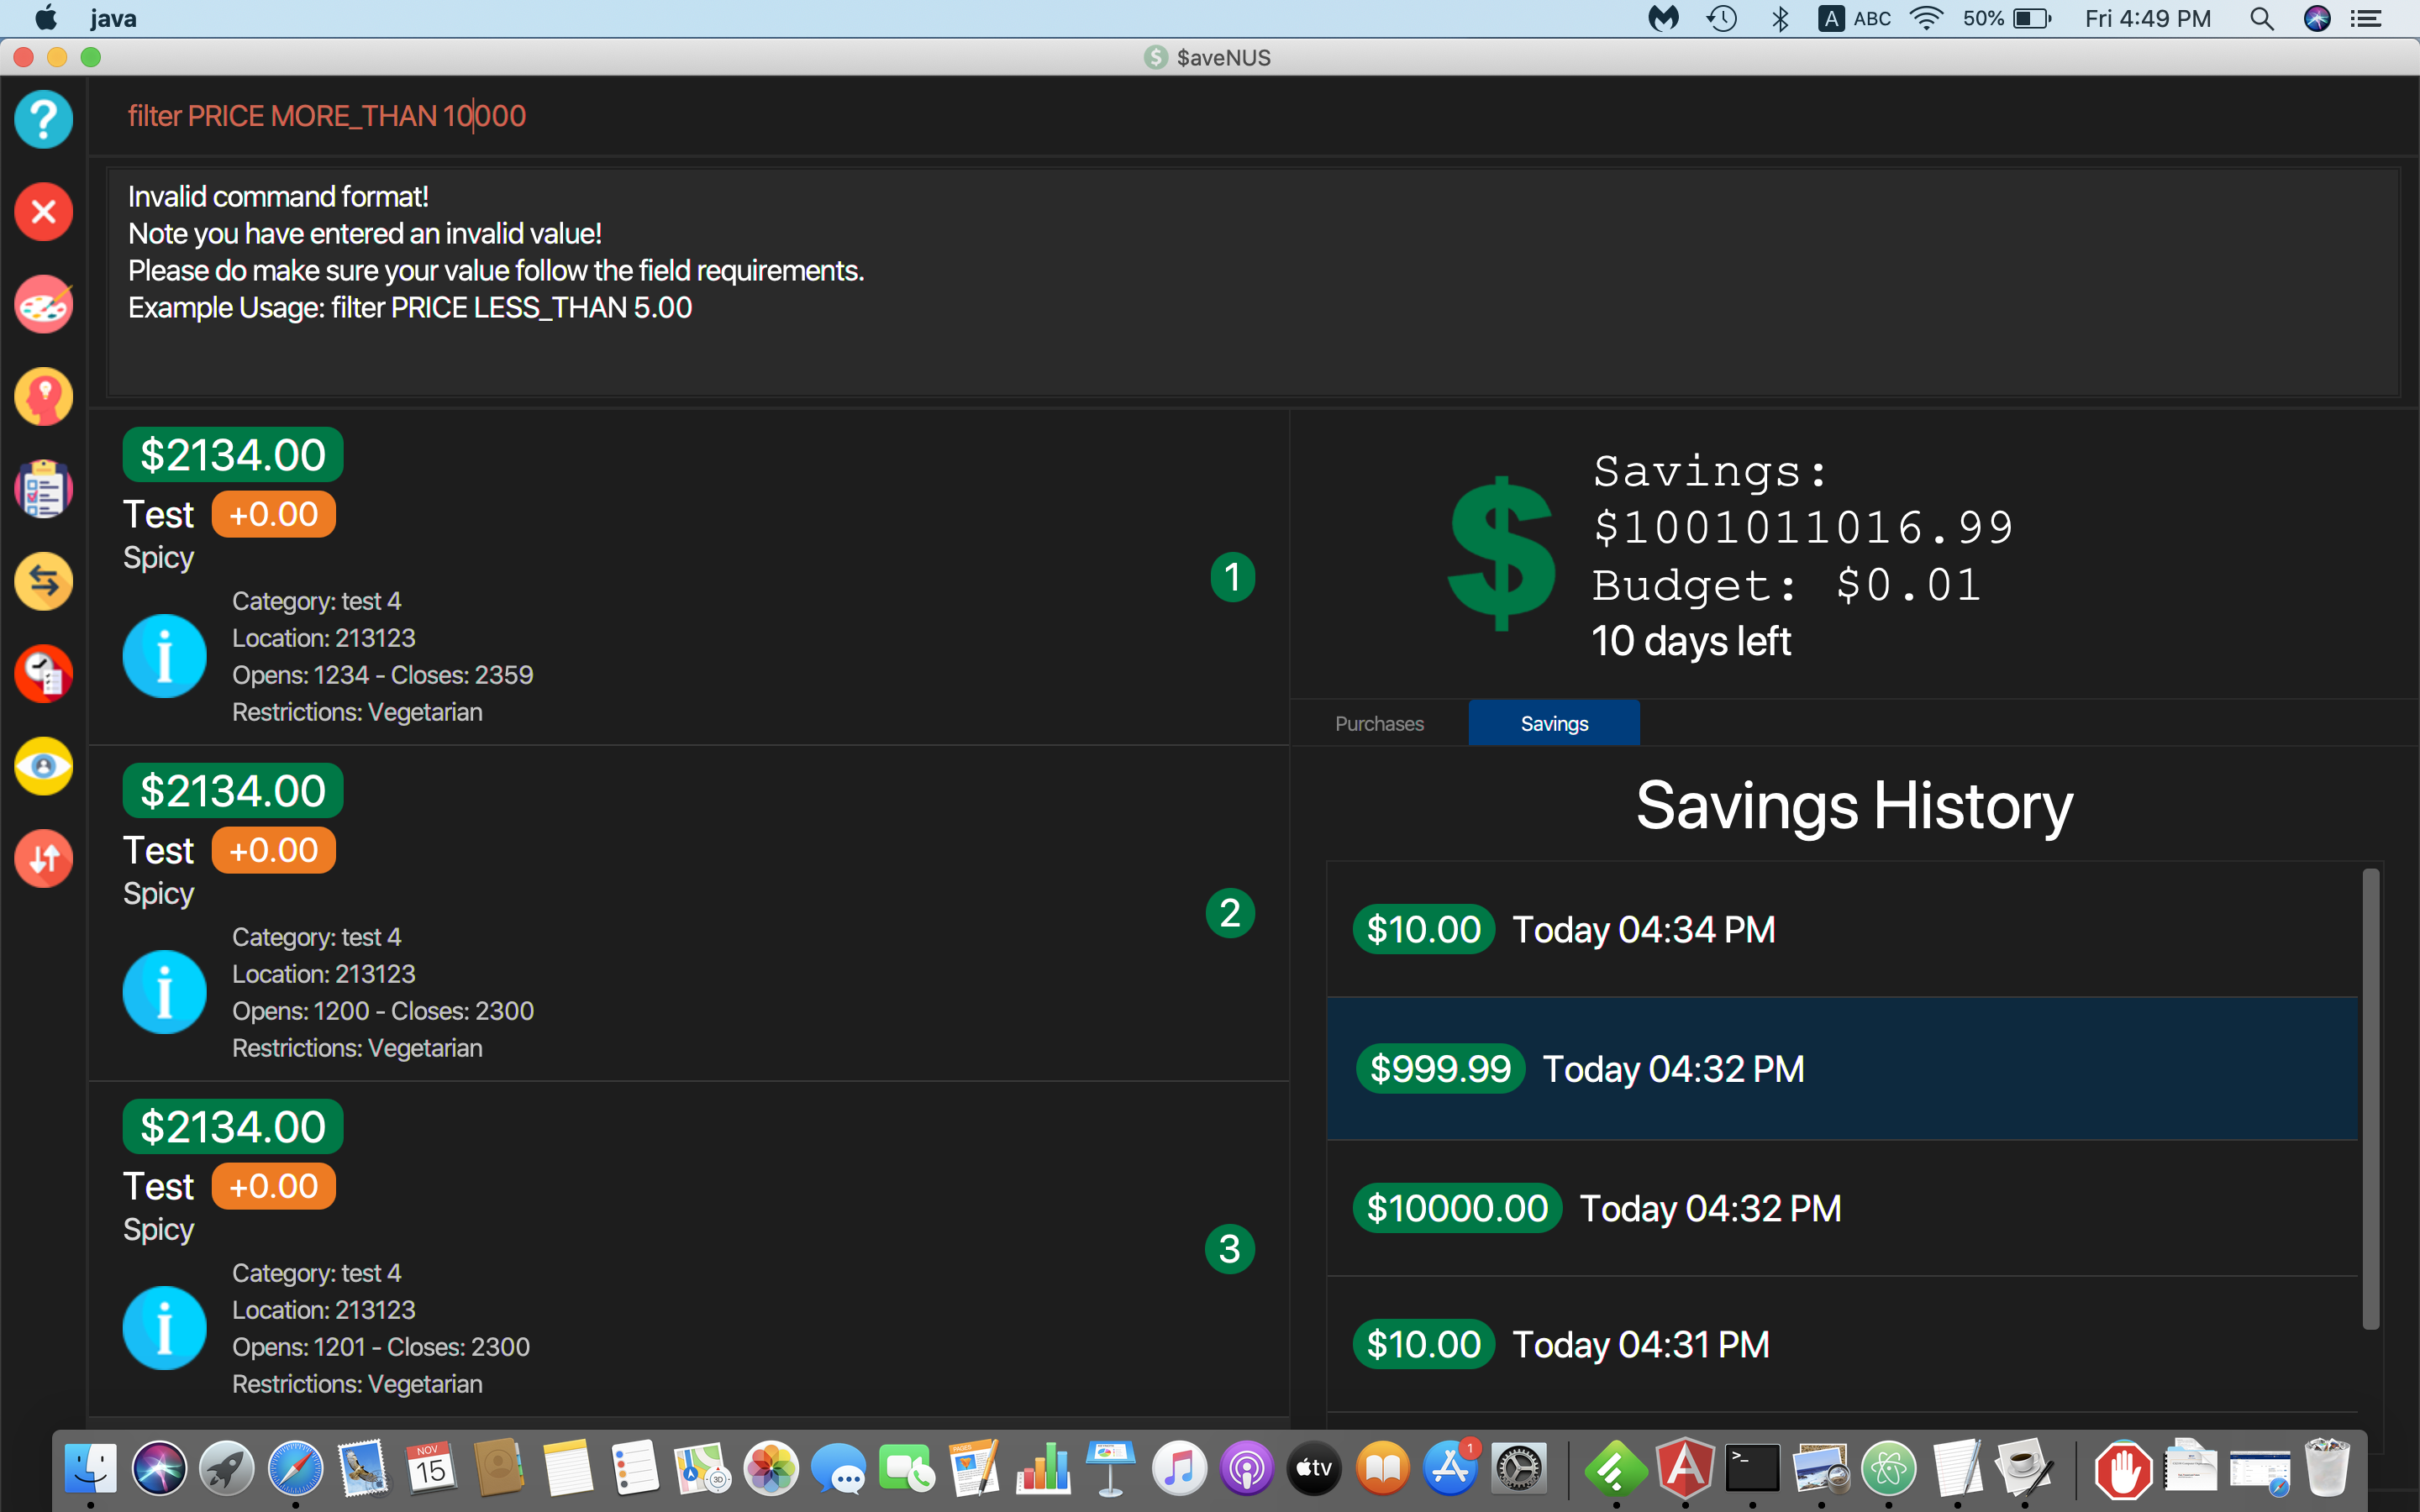 java
A ABC 50% Fri 4:49 PM
$aveNUS
filter PRICE MORE_THAN 10000
Invalid command format!
Note you have entered an invalid value!
Please do make sure your value follow the field requirements.
Example Usage: filter PRICE LESS_THAN 5.00
$2134.00
Test +0.00
Spicy
1
Category: test 4
Location: 213123
Opens: 1234 - Closes: 2359
Restrictions: Vegetarian
$2134.00
Test +0.00
Spicy
2
Category: test 4
Location: 213123
Opens: 1200 - Closes: 2300
Restrictions: Vegetarian
$2134.00
Test +0.00
Spicy
3
Category: test 4
Location: 213123
Opens: 1201 - Closes: 2300
Restrictions: Vegetarian
$
Savings:
$1001011016.99
Budget: $0.01
10 days left
Purchases Savings
Savings History
$10.00 Today 04:34 PM
$999.99 Today 04:32 PM
$10000.00 Today 04:32 PM
$10.00 Today 04:31 PM
NOV
15
3D
PAGES
tv
1